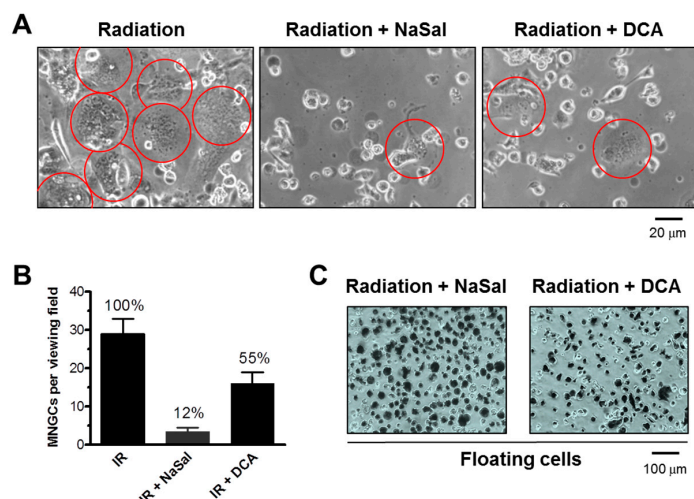 A
Radiation
Radiation + NaSal
Radiation + DCA
20 μm
B
MNGCs per viewing field
40
30
20
10
0
100%
12%
55%
IR
IR + NaSal
IR + DCA
C
Radiation + NaSal
Radiation + DCA
Floating cells
100 μm